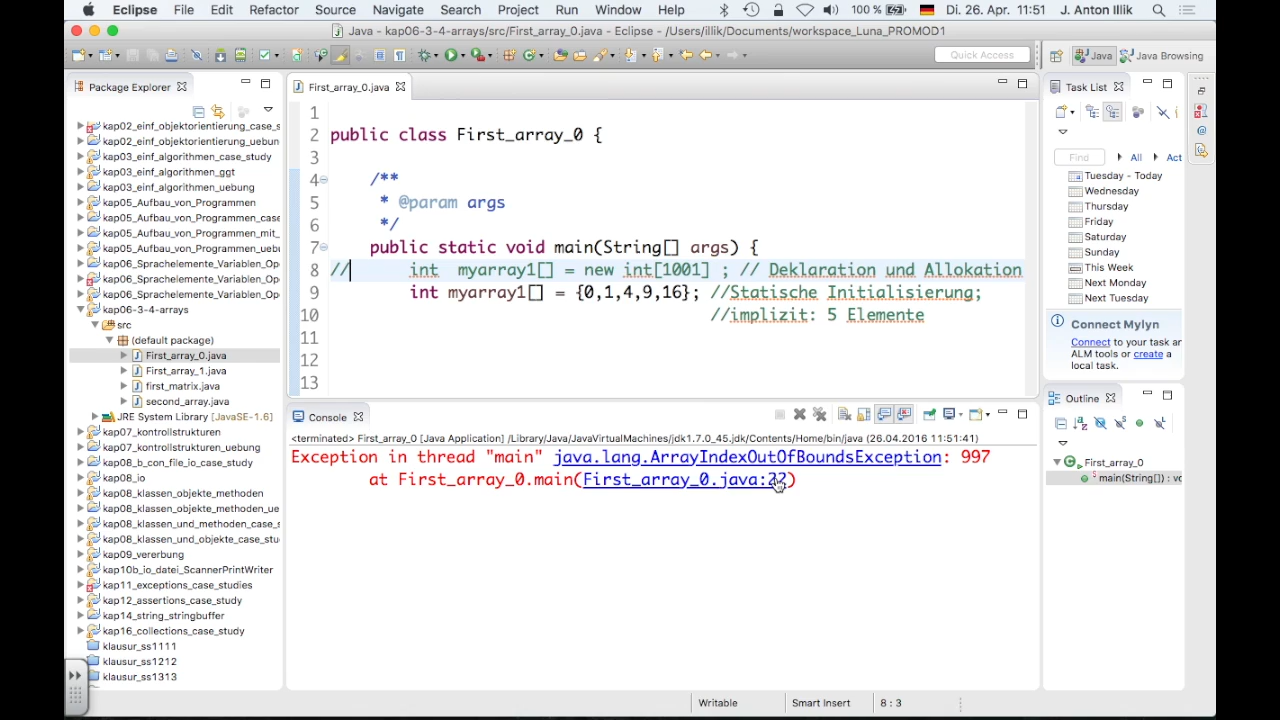 Eclipse File Edit Refactor Source Navigate Search Project Run Window Help 100 % Di. 26. Apr. 11:51 J. Anton Illik
Java - kap06-3-4-arrays/src/First_array_0.java - Eclipse - /Users/illik/Documents/workspace_Luna_PROMOD1
Quick Access Java Java Browsing
Package Explorer
kap02_einf_objektorientierung_case_s
kap02_einf_objektorientierung_uebun
kap03_einf_algorithmen_case_study
kap03_einf_algorithmen_ggt
kap03_einf_algorithmen_uebung
kap05_Aufbau_von_Programmen
kap05_Aufbau_von_Programmen_case
kap05_Aufbau_von_Programmen_mit_
kap05_Aufbau_von_Programmen_uebu
kap06_Sprachelemente_Variablen_Op
kap06_Sprachelemente_Variablen_Ope
kap06_Sprachelemente_Variablen_Ope
kap06-3-4-arrays
src
(default package)
First_array_0.java
First_array_1.java
first_matrix.java
second_array.java
JRE System Library [JavaSE-1.6]
kap07_kontrollstrukturen
kap07_kontrollstrukturen_uebung
kap08_b_con_file_io_case_study
kap08_io
kap08_klassen_objekte_methoden
kap08_klassen_objekte_methoden_ue
kap08_klassen_und_methoden_case_s
kap08_klassen_und_objekte_case_stu
kap09_vererbung
kap10b_io_datei_ScannerPrintWriter
kap11_exceptions_case_studies
kap12_assertions_case_study
kap14_string_stringbuffer
kap16_collections_case_study
klausur_ss1111
klausur_ss1212
klausur_ss1313
First_array_0.java
1
2 public class First_array_0 {
3
4 /**
5 * @param args
6 */
7 public static void main(String[] args) {
8 // int myarray1[] = new int[1001] ; // Deklaration und Allokation
9 int myarray1[] = {0,1,4,9,16}; //Statische Initialisierung;
10 //implizit: 5 Elemente
11
12
13
Console
<terminated> First_array_0 [Java Application] /Library/Java/JavaVirtualMachines/jdk1.7.0_45.jdk/Contents/Home/bin/java (26.04.2016 11:51:41)
Exception in thread "main" java.lang.ArrayIndexOutOfBoundsException: 997
at First_array_0.main(First_array_0.java:22)
Task List
Find All Act
Tuesday - Today
Wednesday
Thursday
Friday
Saturday
Sunday
This Week
Next Monday
Next Tuesday
Connect Mylyn
Connect to your task ar
ALM tools or create a
local task.
Outline
First_array_0
main(String[]) : vo
Writable Smart Insert 8 : 3